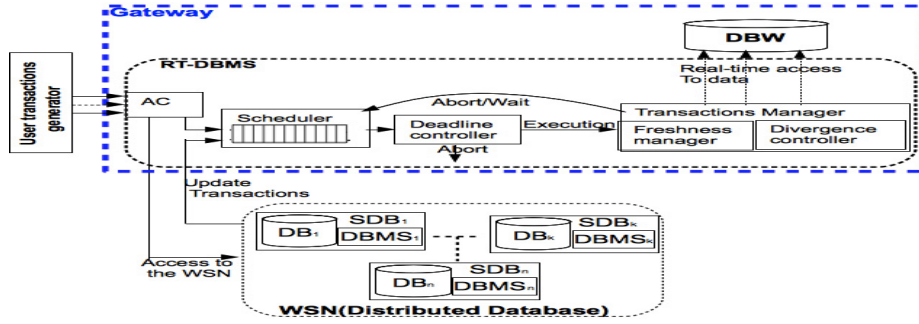 Gateway
DBW
RT-DBMS
Real-time access
To data
User transactions
generator
AC
Abort/Wait
Scheduler
Deadline
controller
Execution
Transactions Manager
Freshness
manager
Divergence
controller
Abort
Update
Transactions
SDB₁
DB₁
DBMS₁
SDBₖ
DBₖ
DBMSₖ
Access to
the WSN
SDBₙ
DBₙ
DBMSₙ
WSN(Distributed Database)